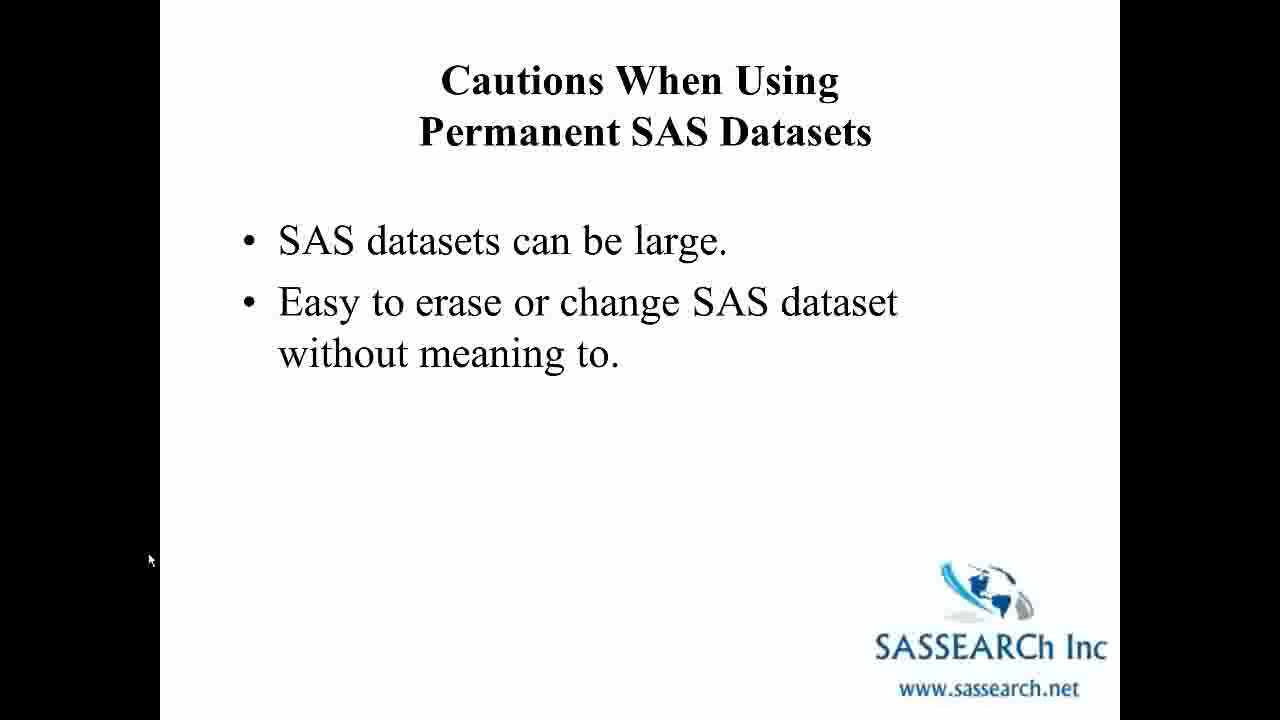 Cautions When Using
Permanent SAS Datasets
• SAS datasets can be large.
• Easy to erase or change SAS dataset
without meaning to.
SASSEARCh Inc
www.sassearch.net